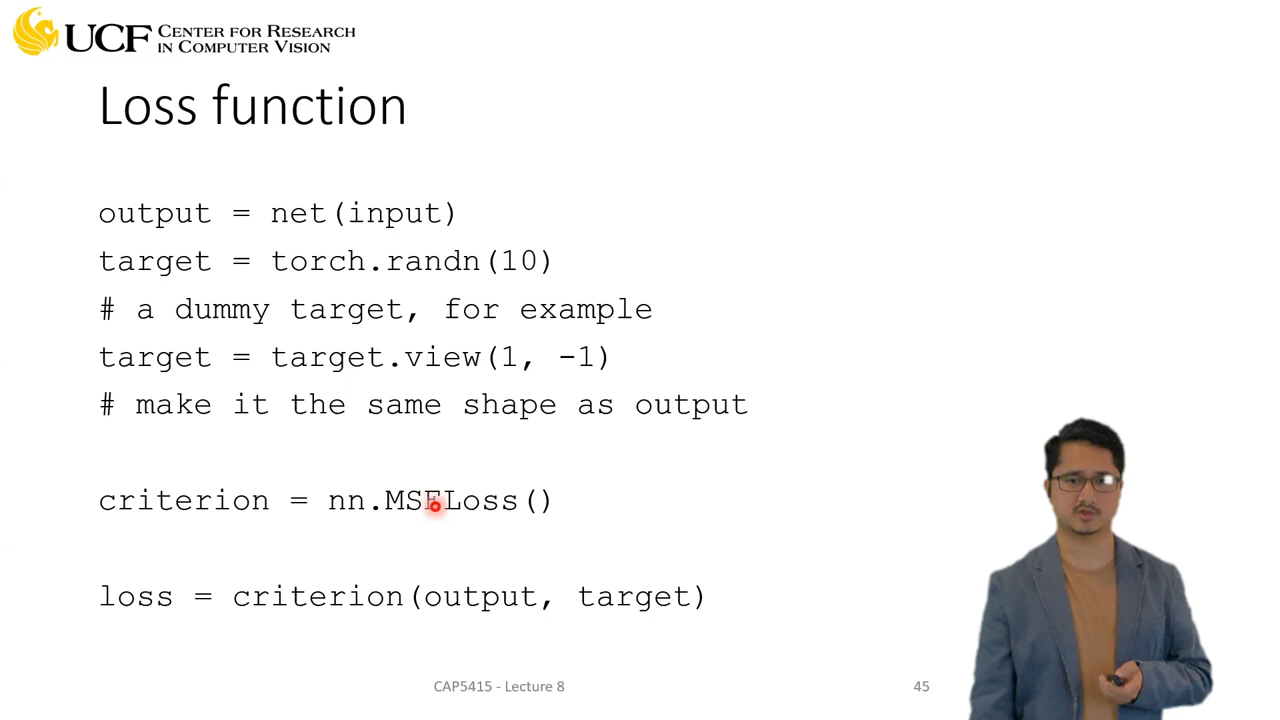 UCF CENTER FOR RESEARCH
IN COMPUTER VISION
Loss function
output = net(input)
target = torch.randn(10)
# a dummy target, for example
target = target.view(1, -1)
# make it the same shape as output
criterion = nn.MSELoss()
loss = criterion(output, target)
CAP5415 - Lecture 8
45